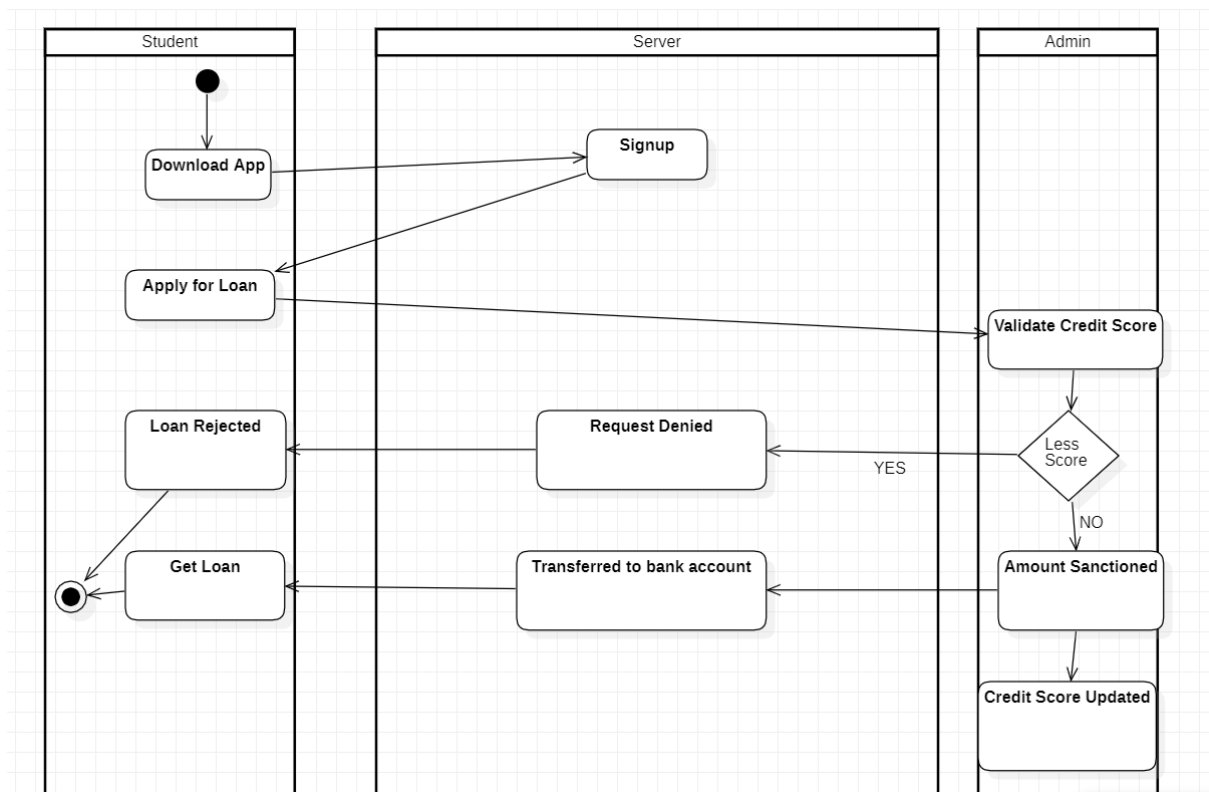 Student
Server
Admin
Download App
Signup
Apply for Loan
Validate Credit Score
Less
Score
YES
NO
Loan Rejected
Request Denied
Get Loan
Transferred to bank account
Amount Sanctioned
Credit Score Updated